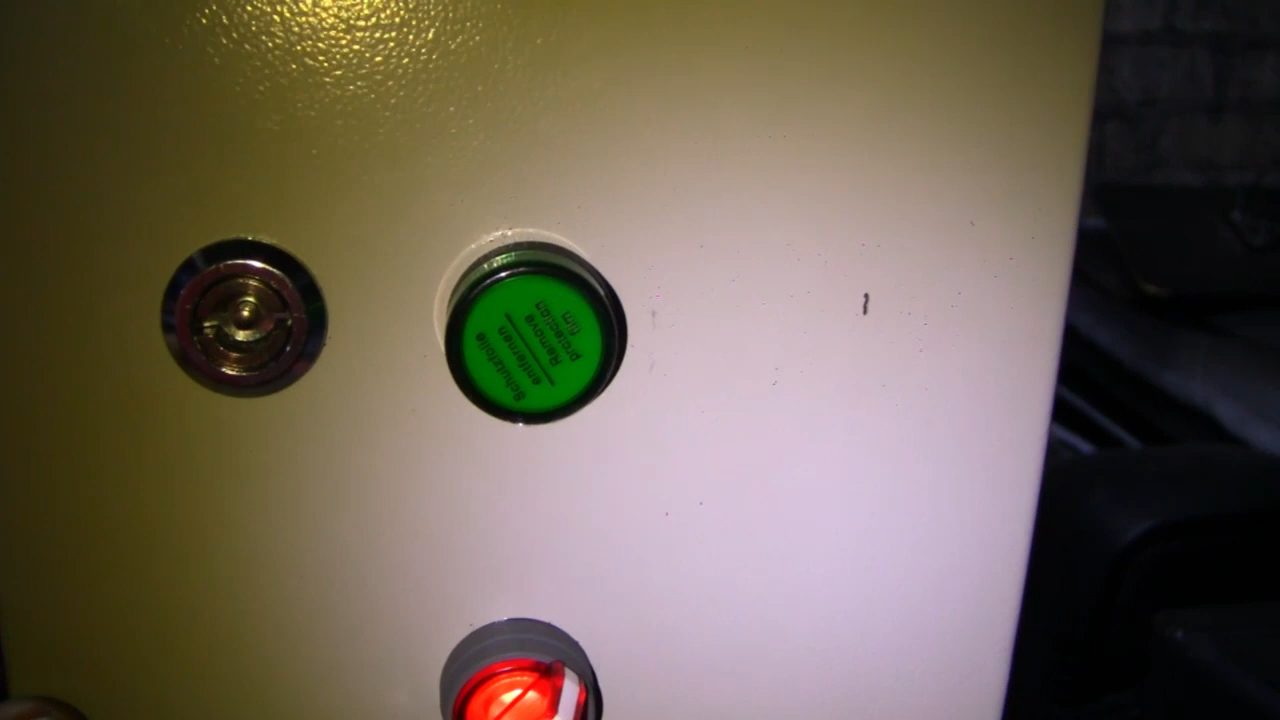 Schutzfolie
entfernen
Remove
protection
film